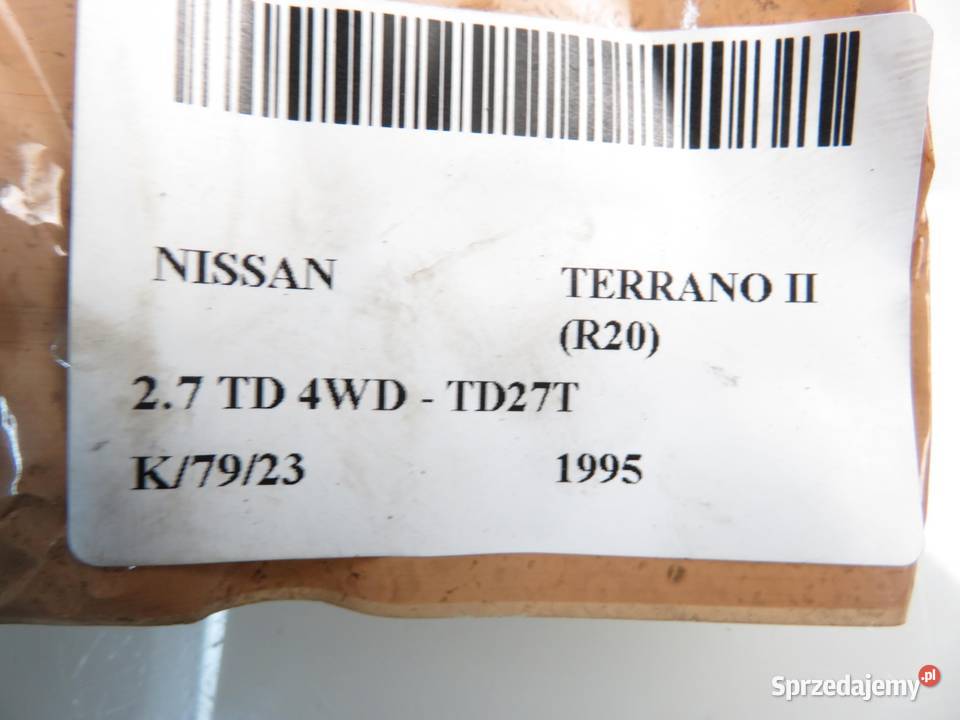 NISSAN TERRANO II
(R20)
2.7 TD 4WD - TD27T
K/79/23 1995
Sprzedajemy.pl